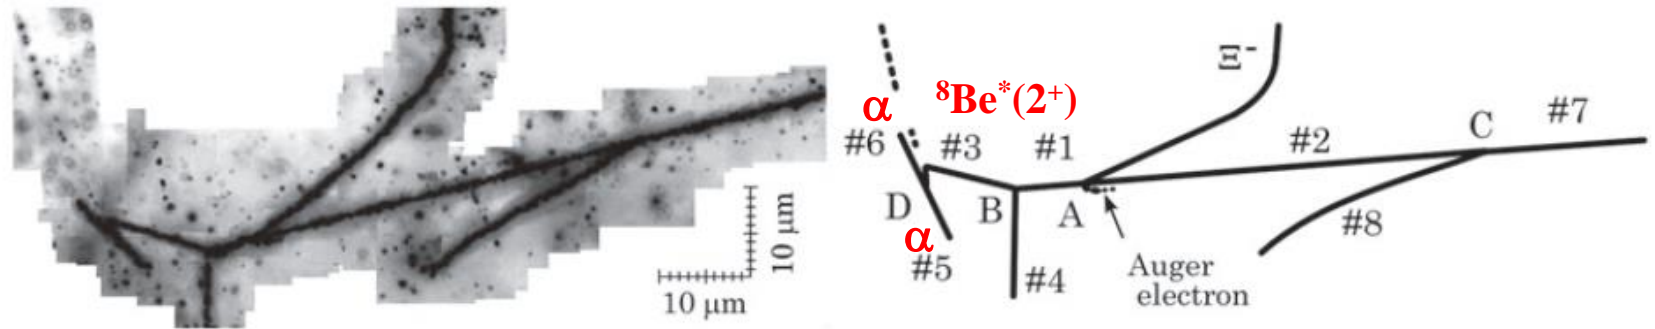 10 μm
10 μm
Ξ⁻
α
⁸Be*(2⁺)
#6
#3
#1
#2
C
#7
D
B
A
#8
α
#5
#4
Auger
electron